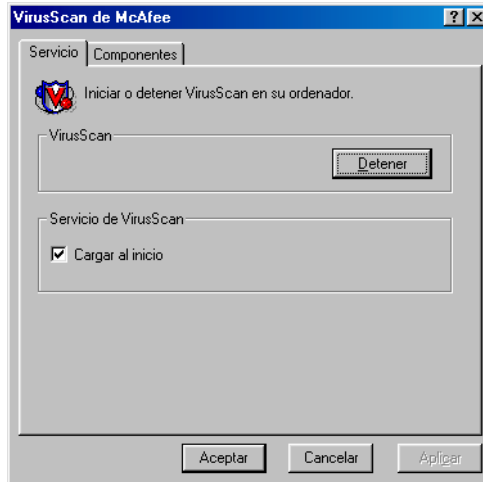 VirusScan de McAfee
Servicio Componentes
Iniciar o detener VirusScan en su ordenador.
VirusScan
Detener
Servicio de VirusScan
Cargar al inicio
Aceptar Cancelar Aplicar